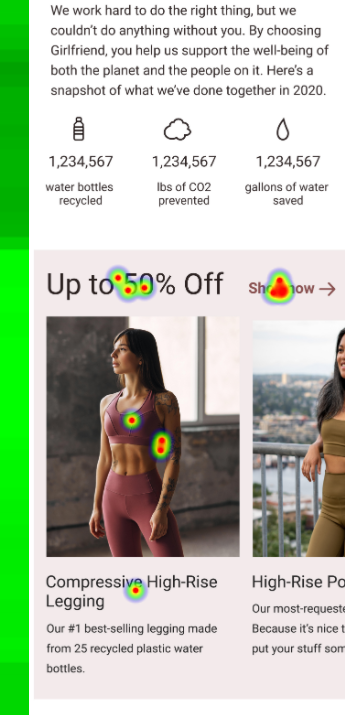 We work hard to do the right thing, but we
couldn't do anything without you. By choosing
Girlfriend, you help us support the well-being of
both the planet and the people on it. Here's a
snapshot of what we've done together in 2020.
1,234,567 1,234,567 1,234,567
water bottles lbs of CO2 gallons of water
recycled prevented saved
Up to 50% Off Shop now →
Compressive High-Rise
Legging
Our #1 best-selling legging made
from 25 recycled plastic water
bottles.
High-Rise Po
Our most-requeste
Because it's nice t
put your stuff som